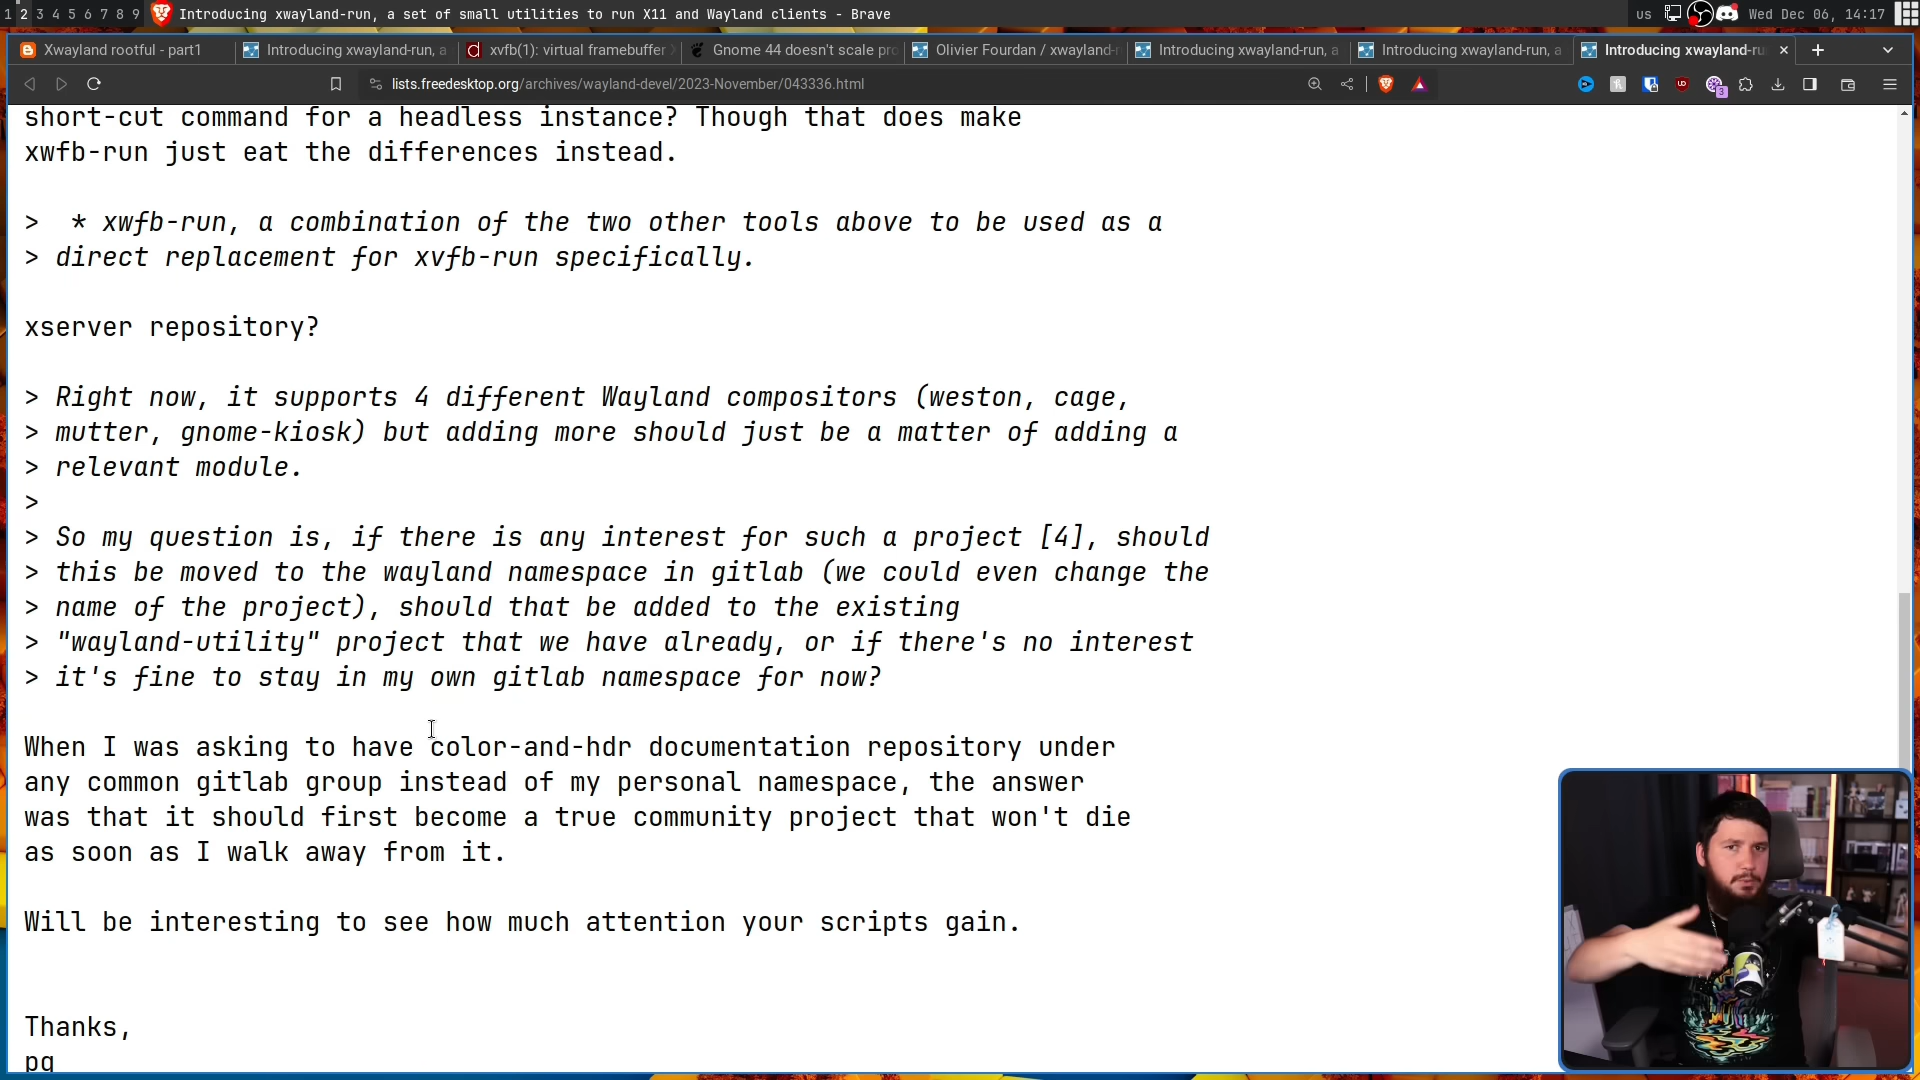 1 2 3 4 5 6 7 8 9 Introducing xwayland-run, a set of small utilities to run X11 and Wayland clients - Brave us Wed Dec 06, 14:17
Xwayland rootful - part1 Introducing xwayland-run, a xvfb(1): virtual framebuffer Gnome 44 doesn't scale pro Olivier Fourdan / xwayland-r Introducing xwayland-run, a Introducing xwayland-run, a Introducing xwayland-ru
lists.freedesktop.org/archives/wayland-devel/2023-November/043336.html
short-cut command for a headless instance? Though that does make
xwfb-run just eat the differences instead.
>  * xwfb-run, a combination of the two other tools above to be used as a
> direct replacement for xvfb-run specifically.
xserver repository?
> Right now, it supports 4 different Wayland compositors (weston, cage,
> mutter, gnome-kiosk) but adding more should just be a matter of adding a
> relevant module.
>
> So my question is, if there is any interest for such a project [4], should
> this be moved to the wayland namespace in gitlab (we could even change the
> name of the project), should that be added to the existing
> "wayland-utility" project that we have already, or if there's no interest
> it's fine to stay in my own gitlab namespace for now?
When I was asking to have color-and-hdr documentation repository under
any common gitlab group instead of my personal namespace, the answer
was that it should first become a true community project that won't die
as soon as I walk away from it.
Will be interesting to see how much attention your scripts gain.
Thanks,
pq